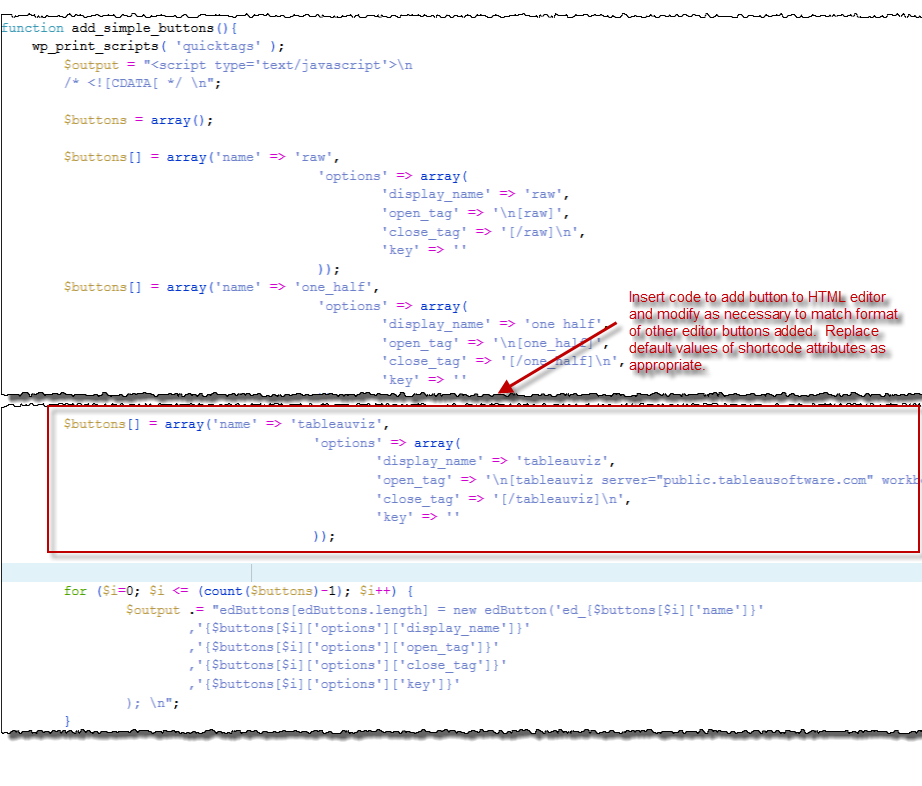 function add_simple_buttons(){
wp_print_scripts( 'quicktags' );
$output = "<script type='text/javascript'>\n
/* <![CDATA[ */ \n";
$buttons = array();
$buttons[] = array('name' => 'raw',
'options' => array(
'display_name' => 'raw',
'open_tag' => '\n[raw]',
'close_tag' => '[/raw]\n',
'key' => ''
));
$buttons[] = array('name' => 'one_half',
'options' => array(
'display_name' => 'one half',
'open_tag' => '\n[one_half]',
'close_tag' => '[/one_half]\n',
'key' => ''
Insert code to add button to HTML editor
and modify as necessary to match format
of other editor buttons added. Replace
default values of shortcode attributes as
appropriate.
$buttons[] = array('name' => 'tableauviz',
'options' => array(
'display_name' => 'tableauviz',
'open_tag' => '\n[tableauviz server="public.tableausoftware.com" workb
'close_tag' => '[/tableauviz]\n',
'key' => ''
));
for ($i=0; $i <= (count($buttons)-1); $i++) {
$output .= "edButtons[edButtons.length] = new edButton('ed_{$buttons[$i]['name']}'
,'{$buttons[$i]['options']['display_name']}'
,'{$buttons[$i]['options']['open_tag']}'
,'{$buttons[$i]['options']['close_tag']}'
,'{$buttons[$i]['options']['key']}'
); \n";
}